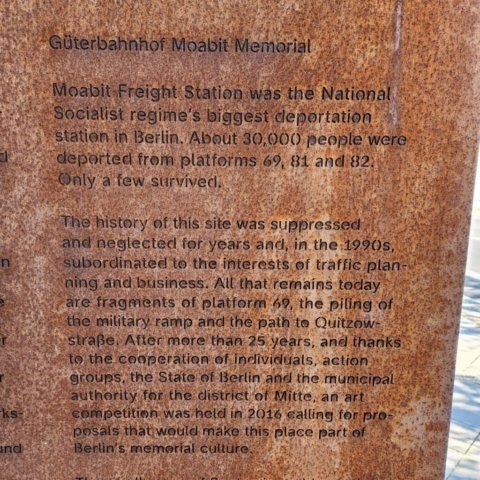 Güterbahnhof Moabit Memorial
Moabit Freight Station was the National
Socialist regime's biggest deportation
station in Berlin. About 30,000 people were
deported from platforms 69, 81 and 82.
Only a few survived.
The history of this site was suppressed
and neglected for years and, in the 1990s,
subordinated to the interests of traffic plan-
ning and business. All that remains today
are fragments of platform 69, the piling of
the military ramp and the path to Quitzow-
straße. After more than 25 years, and thanks
to the cooperation of individuals, action
groups, the State of Berlin and the municipal
authority for the district of Mitte, an art
competition was held in 2016 calling for pro-
posals that would make this place part of
Berlin's memorial culture.